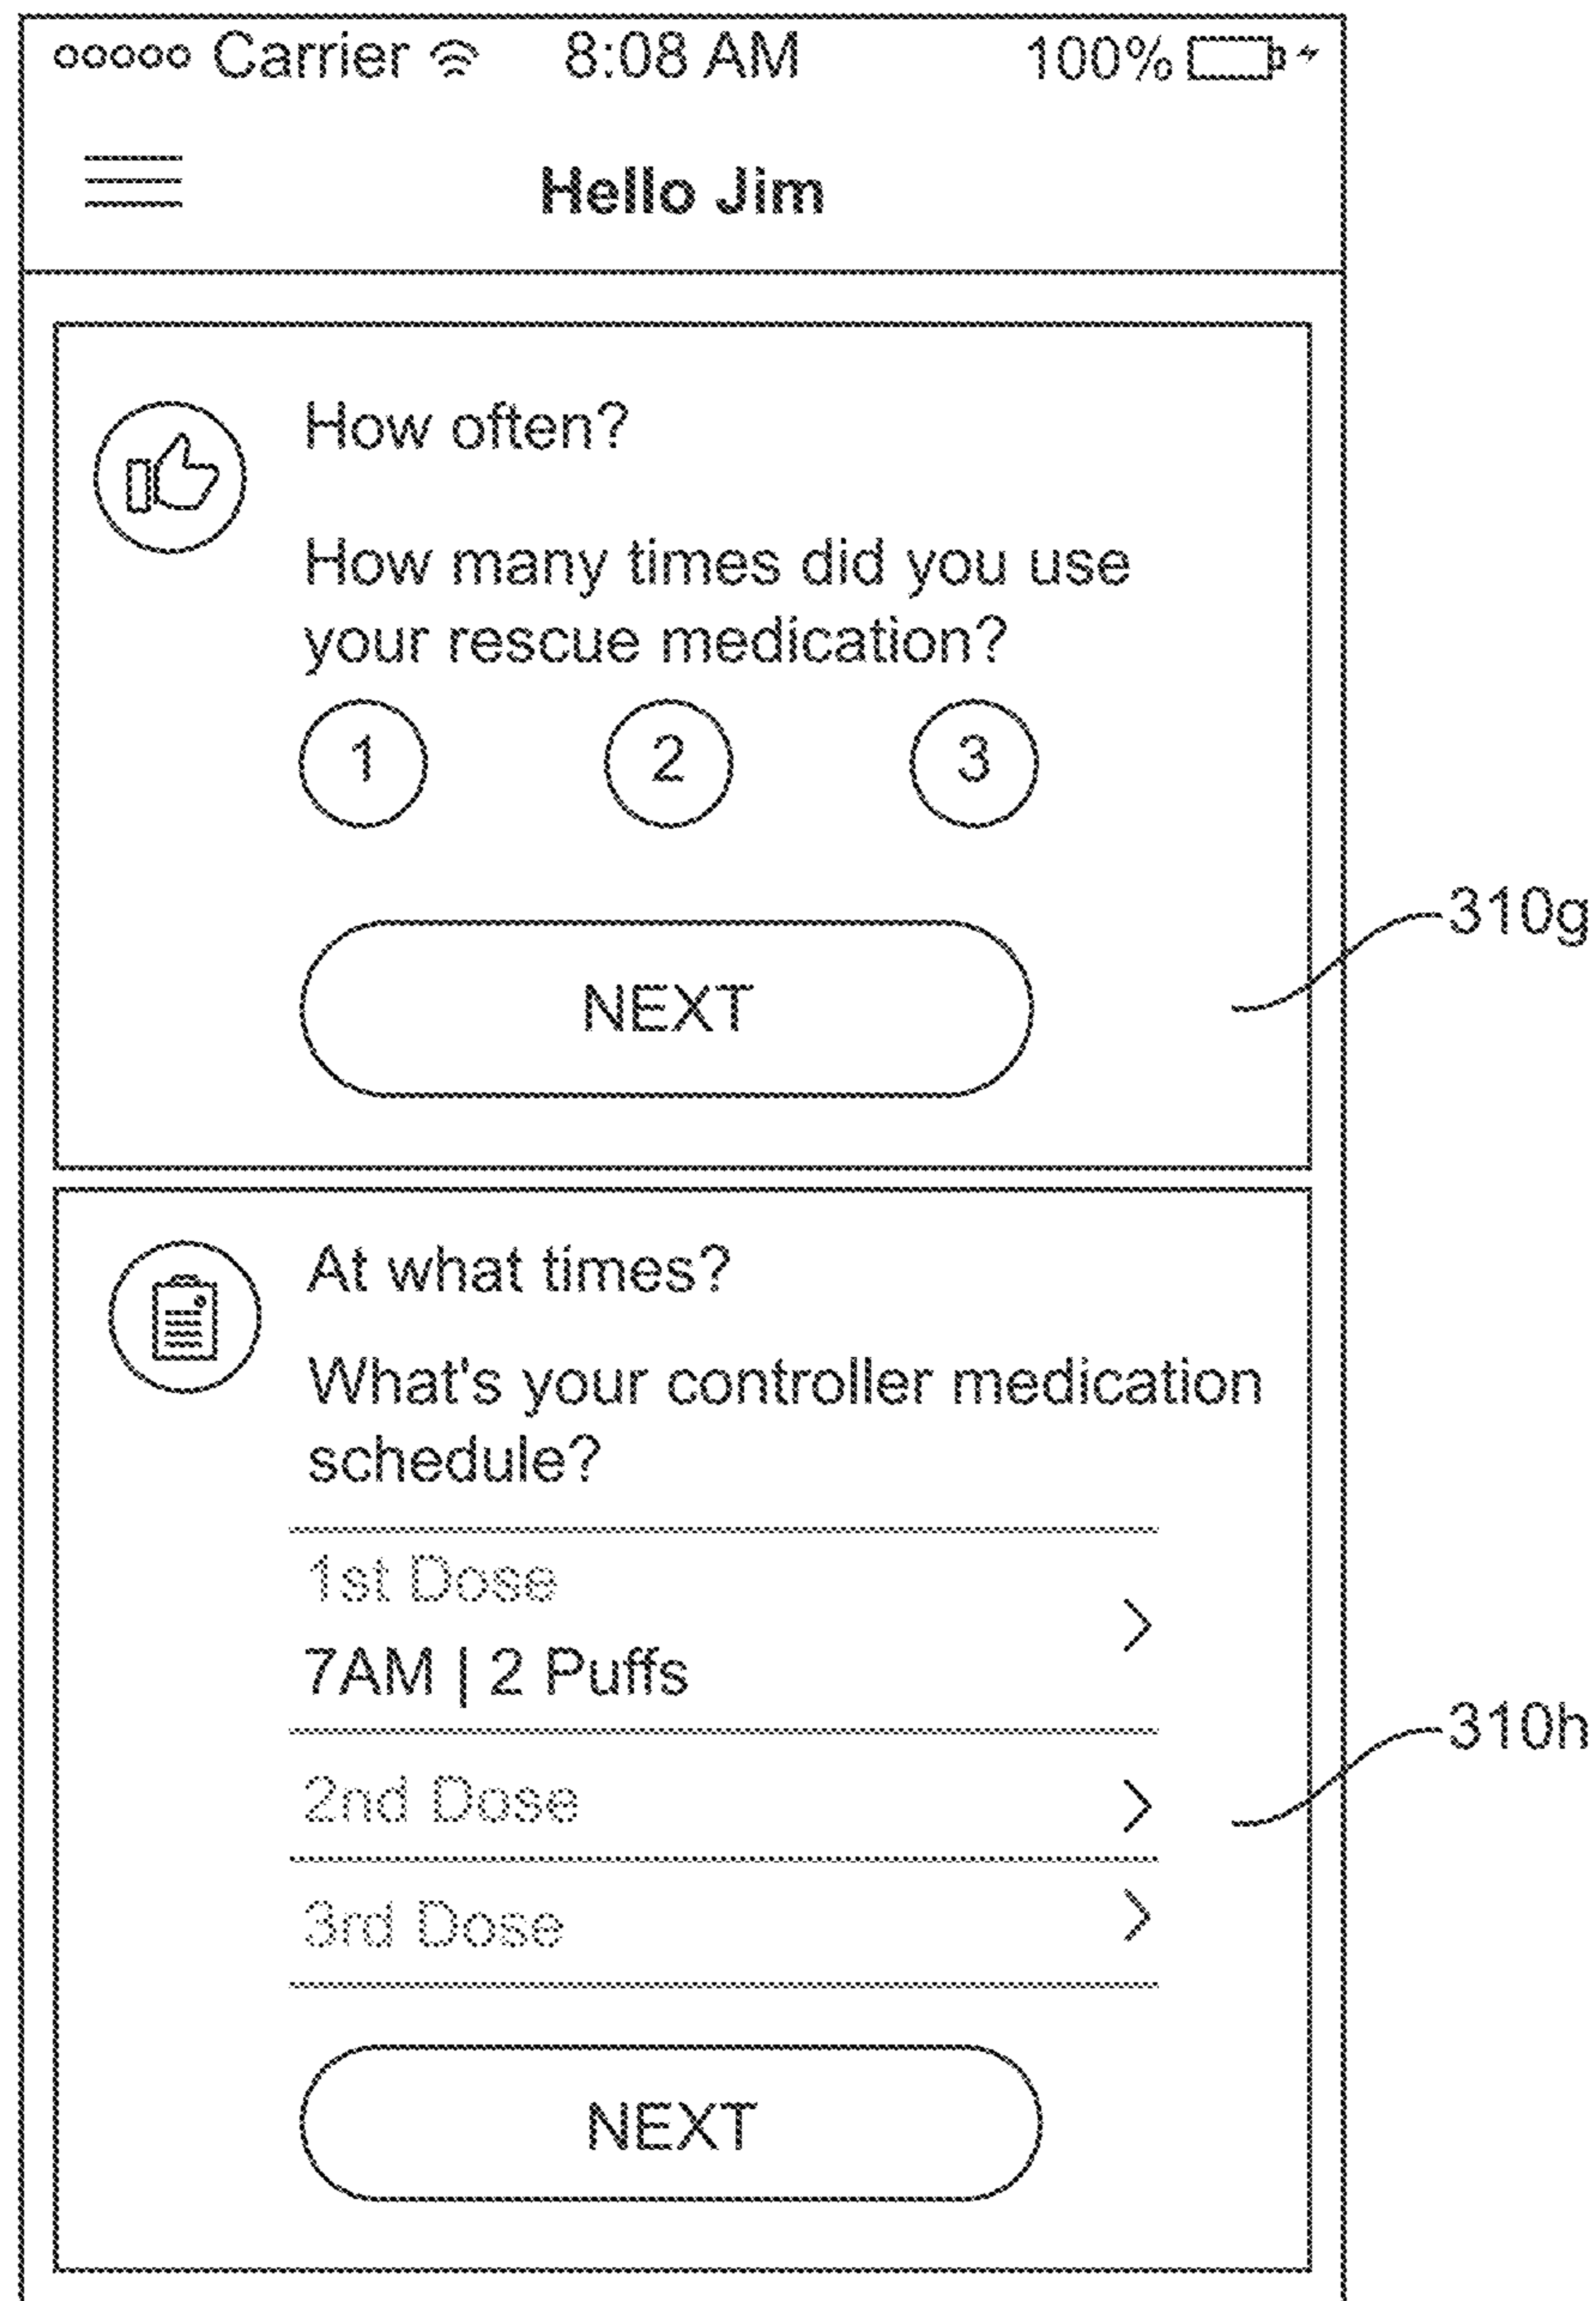 ooooo Carrier 8:08 AM 100%
Hello Jim
How often?
How many times did you use
your rescue medication?
1 2 3
310g
NEXT
At what times?
What's your controller medication
schedule?
1st Dose
7AM | 2 Puffs
310h
2nd Dose
3rd Dose
NEXT